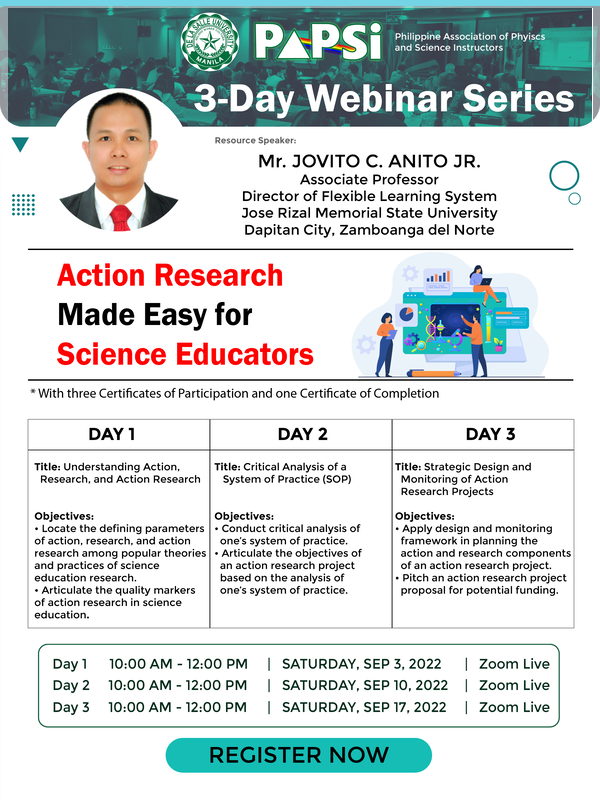 DE LA SALLE UNIVERSITY
MANILA
PAPSi
Philippine Association of Phyiscs
and Science Instructors
3-Day Webinar Series
Resource Speaker:
Mr. JOVITO C. ANITO JR.
Associate Professor
Director of Flexible Learning System
Jose Rizal Memorial State University
Dapitan City, Zamboanga del Norte
Action Research
Made Easy for
Science Educators
* With three Certificates of Participation and one Certificate of Completion
DAY 1
Title: Understanding Action,
Research, and Action Research
Objectives:
• Locate the defining parameters
of action, research, and action
research among popular theories
and practices of science
education research.
• Articulate the quality markers
of action research in science
education.
DAY 2
Title: Critical Analysis of a
System of Practice (SOP)
Objectives:
• Conduct critical analysis of
one's system of practice.
• Articulate the objectives of
an action research project
based on the analysis of
one's system of practice.
DAY 3
Title: Strategic Design and
Monitoring of Action
Research Projects
Objectives:
• Apply design and monitoring
framework in planning the
action and research components
of an action research project.
• Pitch an action research project
proposal for potential funding.
Day 1 10:00 AM - 12:00 PM | SATURDAY, SEP 3, 2022 | Zoom Live
Day 2 10:00 AM - 12:00 PM | SATURDAY, SEP 10, 2022 | Zoom Live
Day 3 10:00 AM - 12:00 PM | SATURDAY, SEP 17, 2022 | Zoom Live
REGISTER NOW